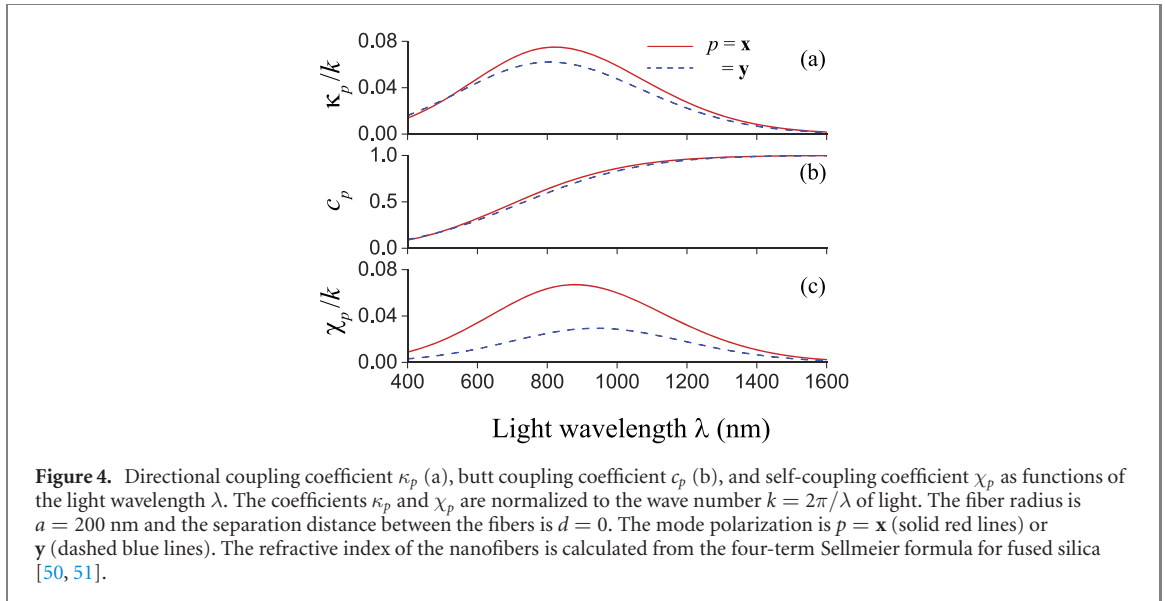 0.08
p = x
= y
(a)
κp/k
0.04
0.00
1.0
(b)
cp
0.5
0.0
0.08
(c)
χp/k
0.04
0.00
400 600 800 1000 1200 1400 1600
Light wavelength λ (nm)
Figure 4. Directional coupling coefficient κp (a), butt coupling coefficient cp (b), and self-coupling coefficient χp as functions of
the light wavelength λ. The coefficients κp and χp are normalized to the wave number k = 2π/λ of light. The fiber radius is
a = 200 nm and the separation distance between the fibers is d = 0. The mode polarization is p = x (solid red lines) or
y (dashed blue lines). The refractive index of the nanofibers is calculated from the four-term Sellmeier formula for fused silica
[50, 51].